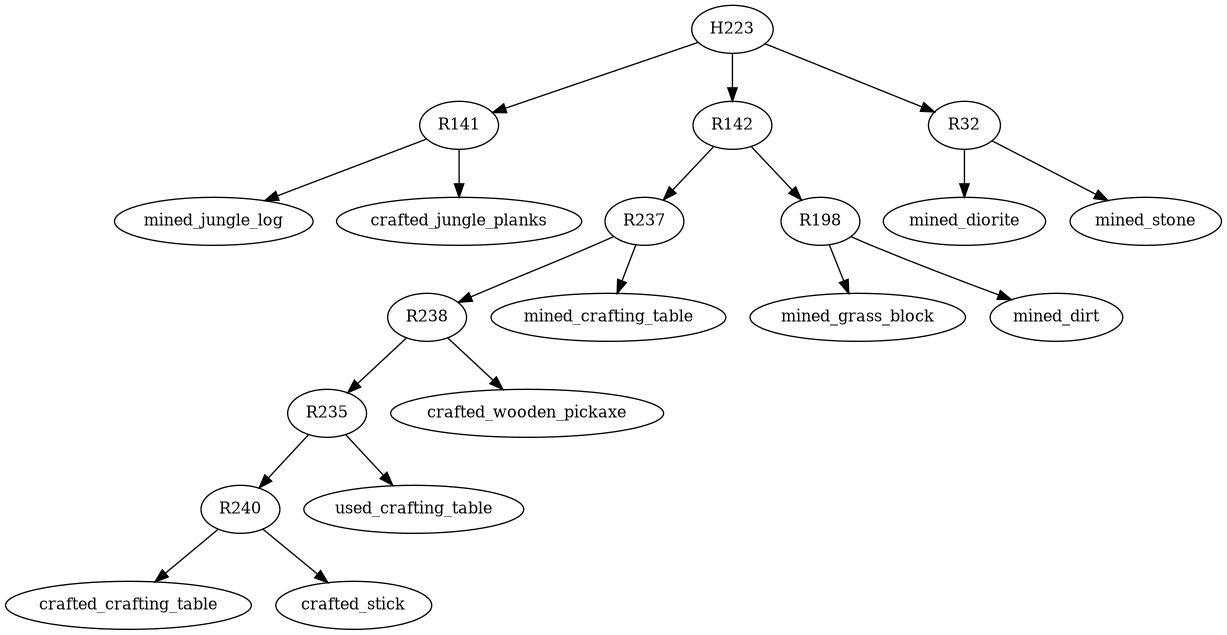 H223
R141
R142
R32
mined_jungle_log
crafted_jungle_planks
R237
R198
mined_diorite
mined_stone
R238
mined_crafting_table
mined_grass_block
mined_dirt
R235
crafted_wooden_pickaxe
R240
used_crafting_table
crafted_crafting_table
crafted_stick